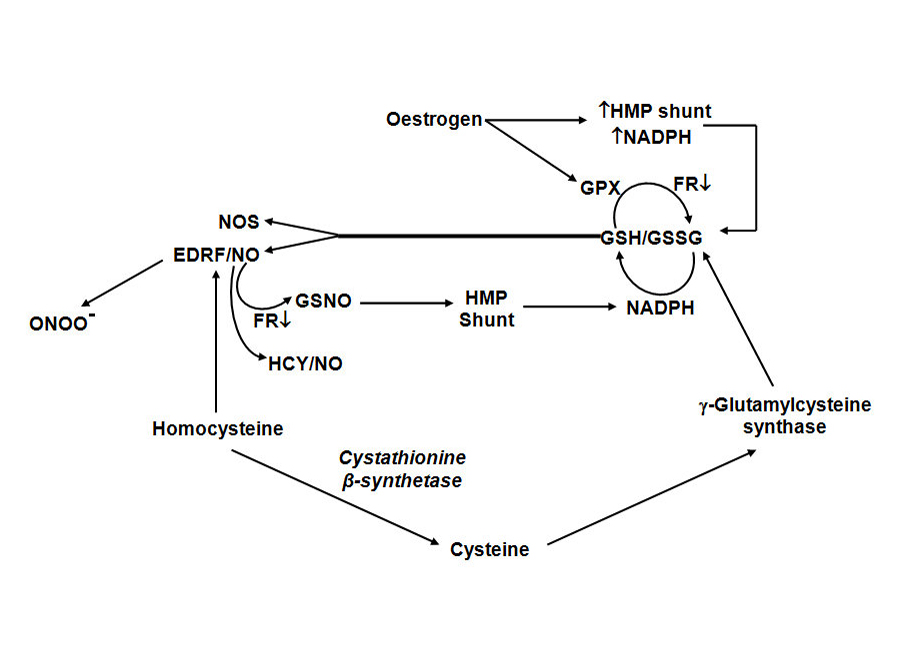 Oestrogen
↑HMP shunt
↑NADPH
GPX
FR↓
NOS
GSH/GSSG
EDRF/NO
GSNO
HMP
Shunt
NADPH
ONOO⁻
FR↓
HCY/NO
γ-Glutamylcysteine
synthase
Homocysteine
Cystathionine
β-synthetase
Cysteine